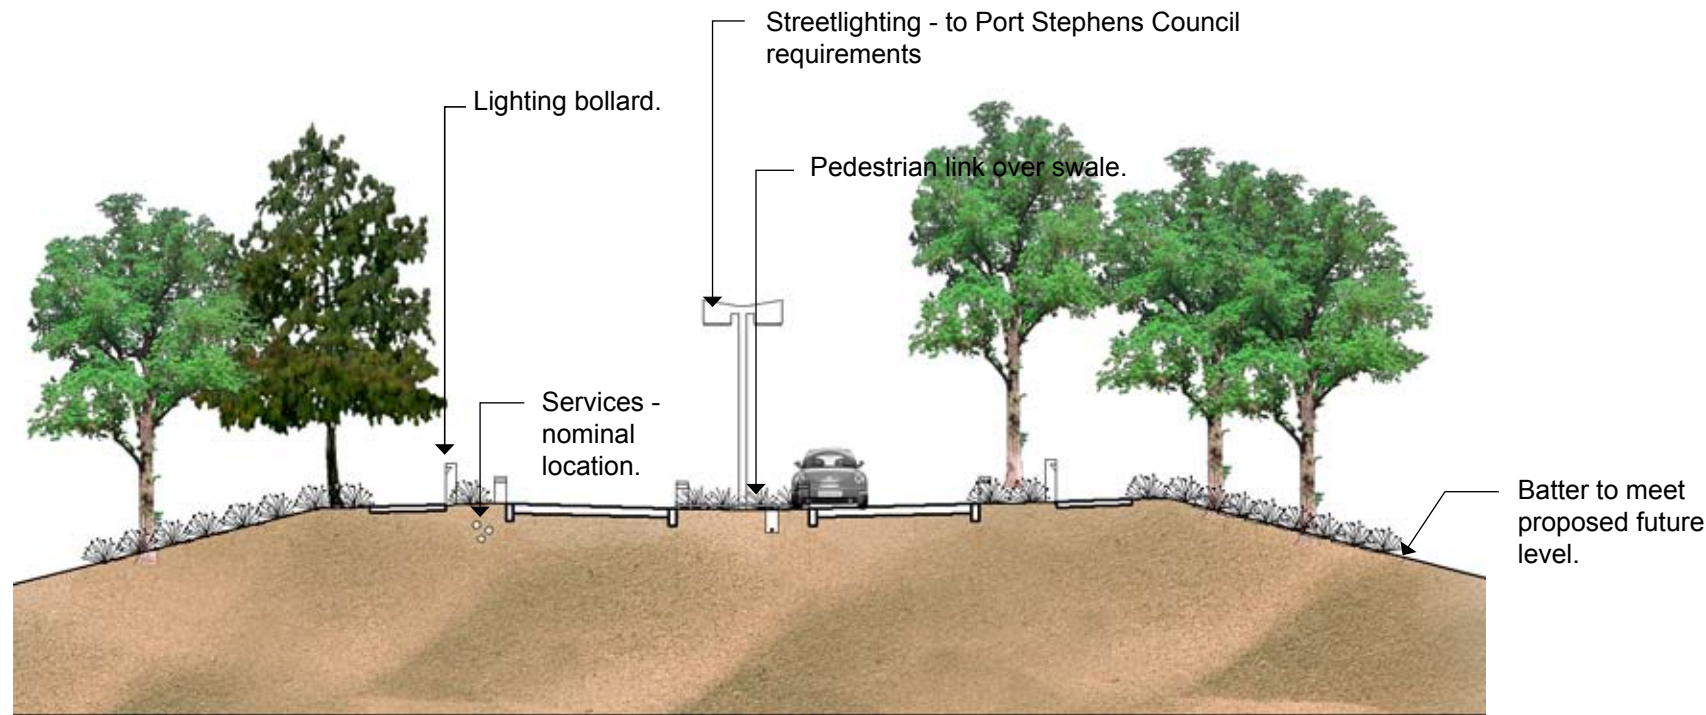 Streetlighting - to Port Stephens Council
requirements
Lighting bollard.
Pedestrian link over swale.
Services -
nominal
location.
Batter to meet
proposed future
level.